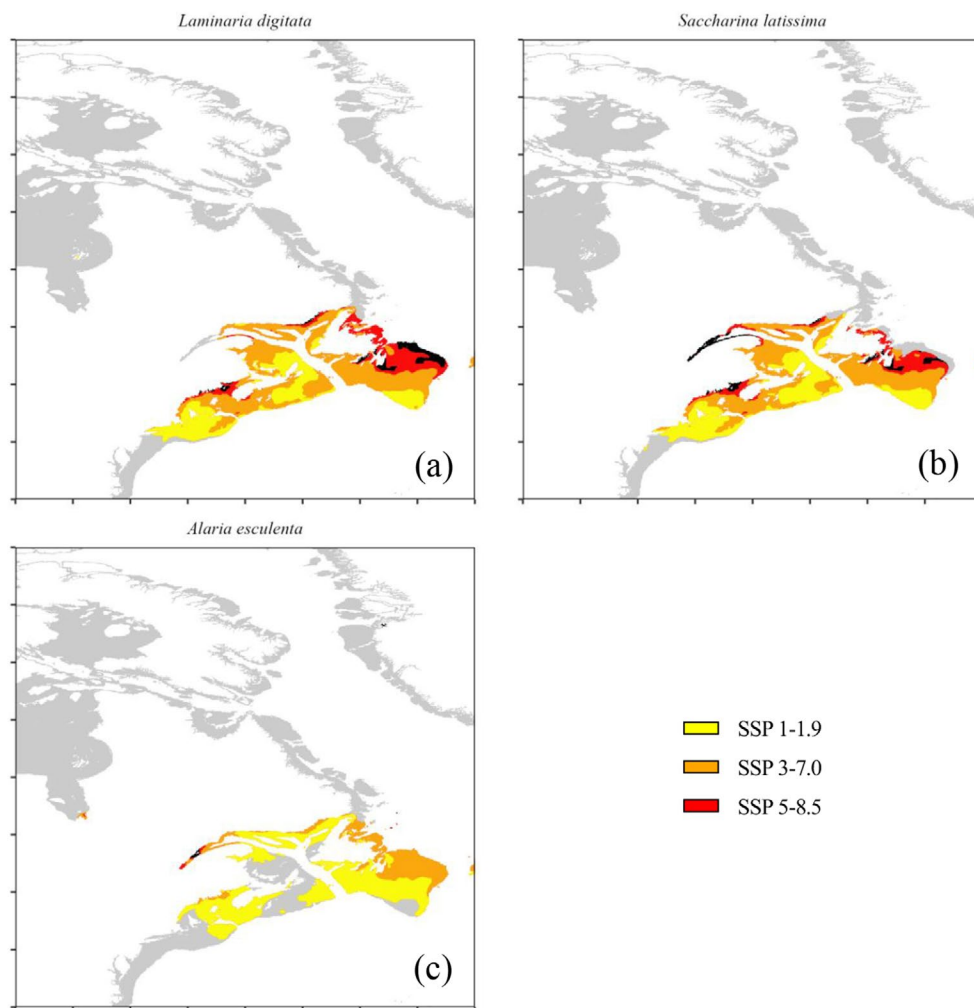 Laminaria digitata
Saccharina latissima
(a)
(b)
Alaria esculenta
SSP 1-1.9
SSP 3-7.0
SSP 5-8.5
(c)